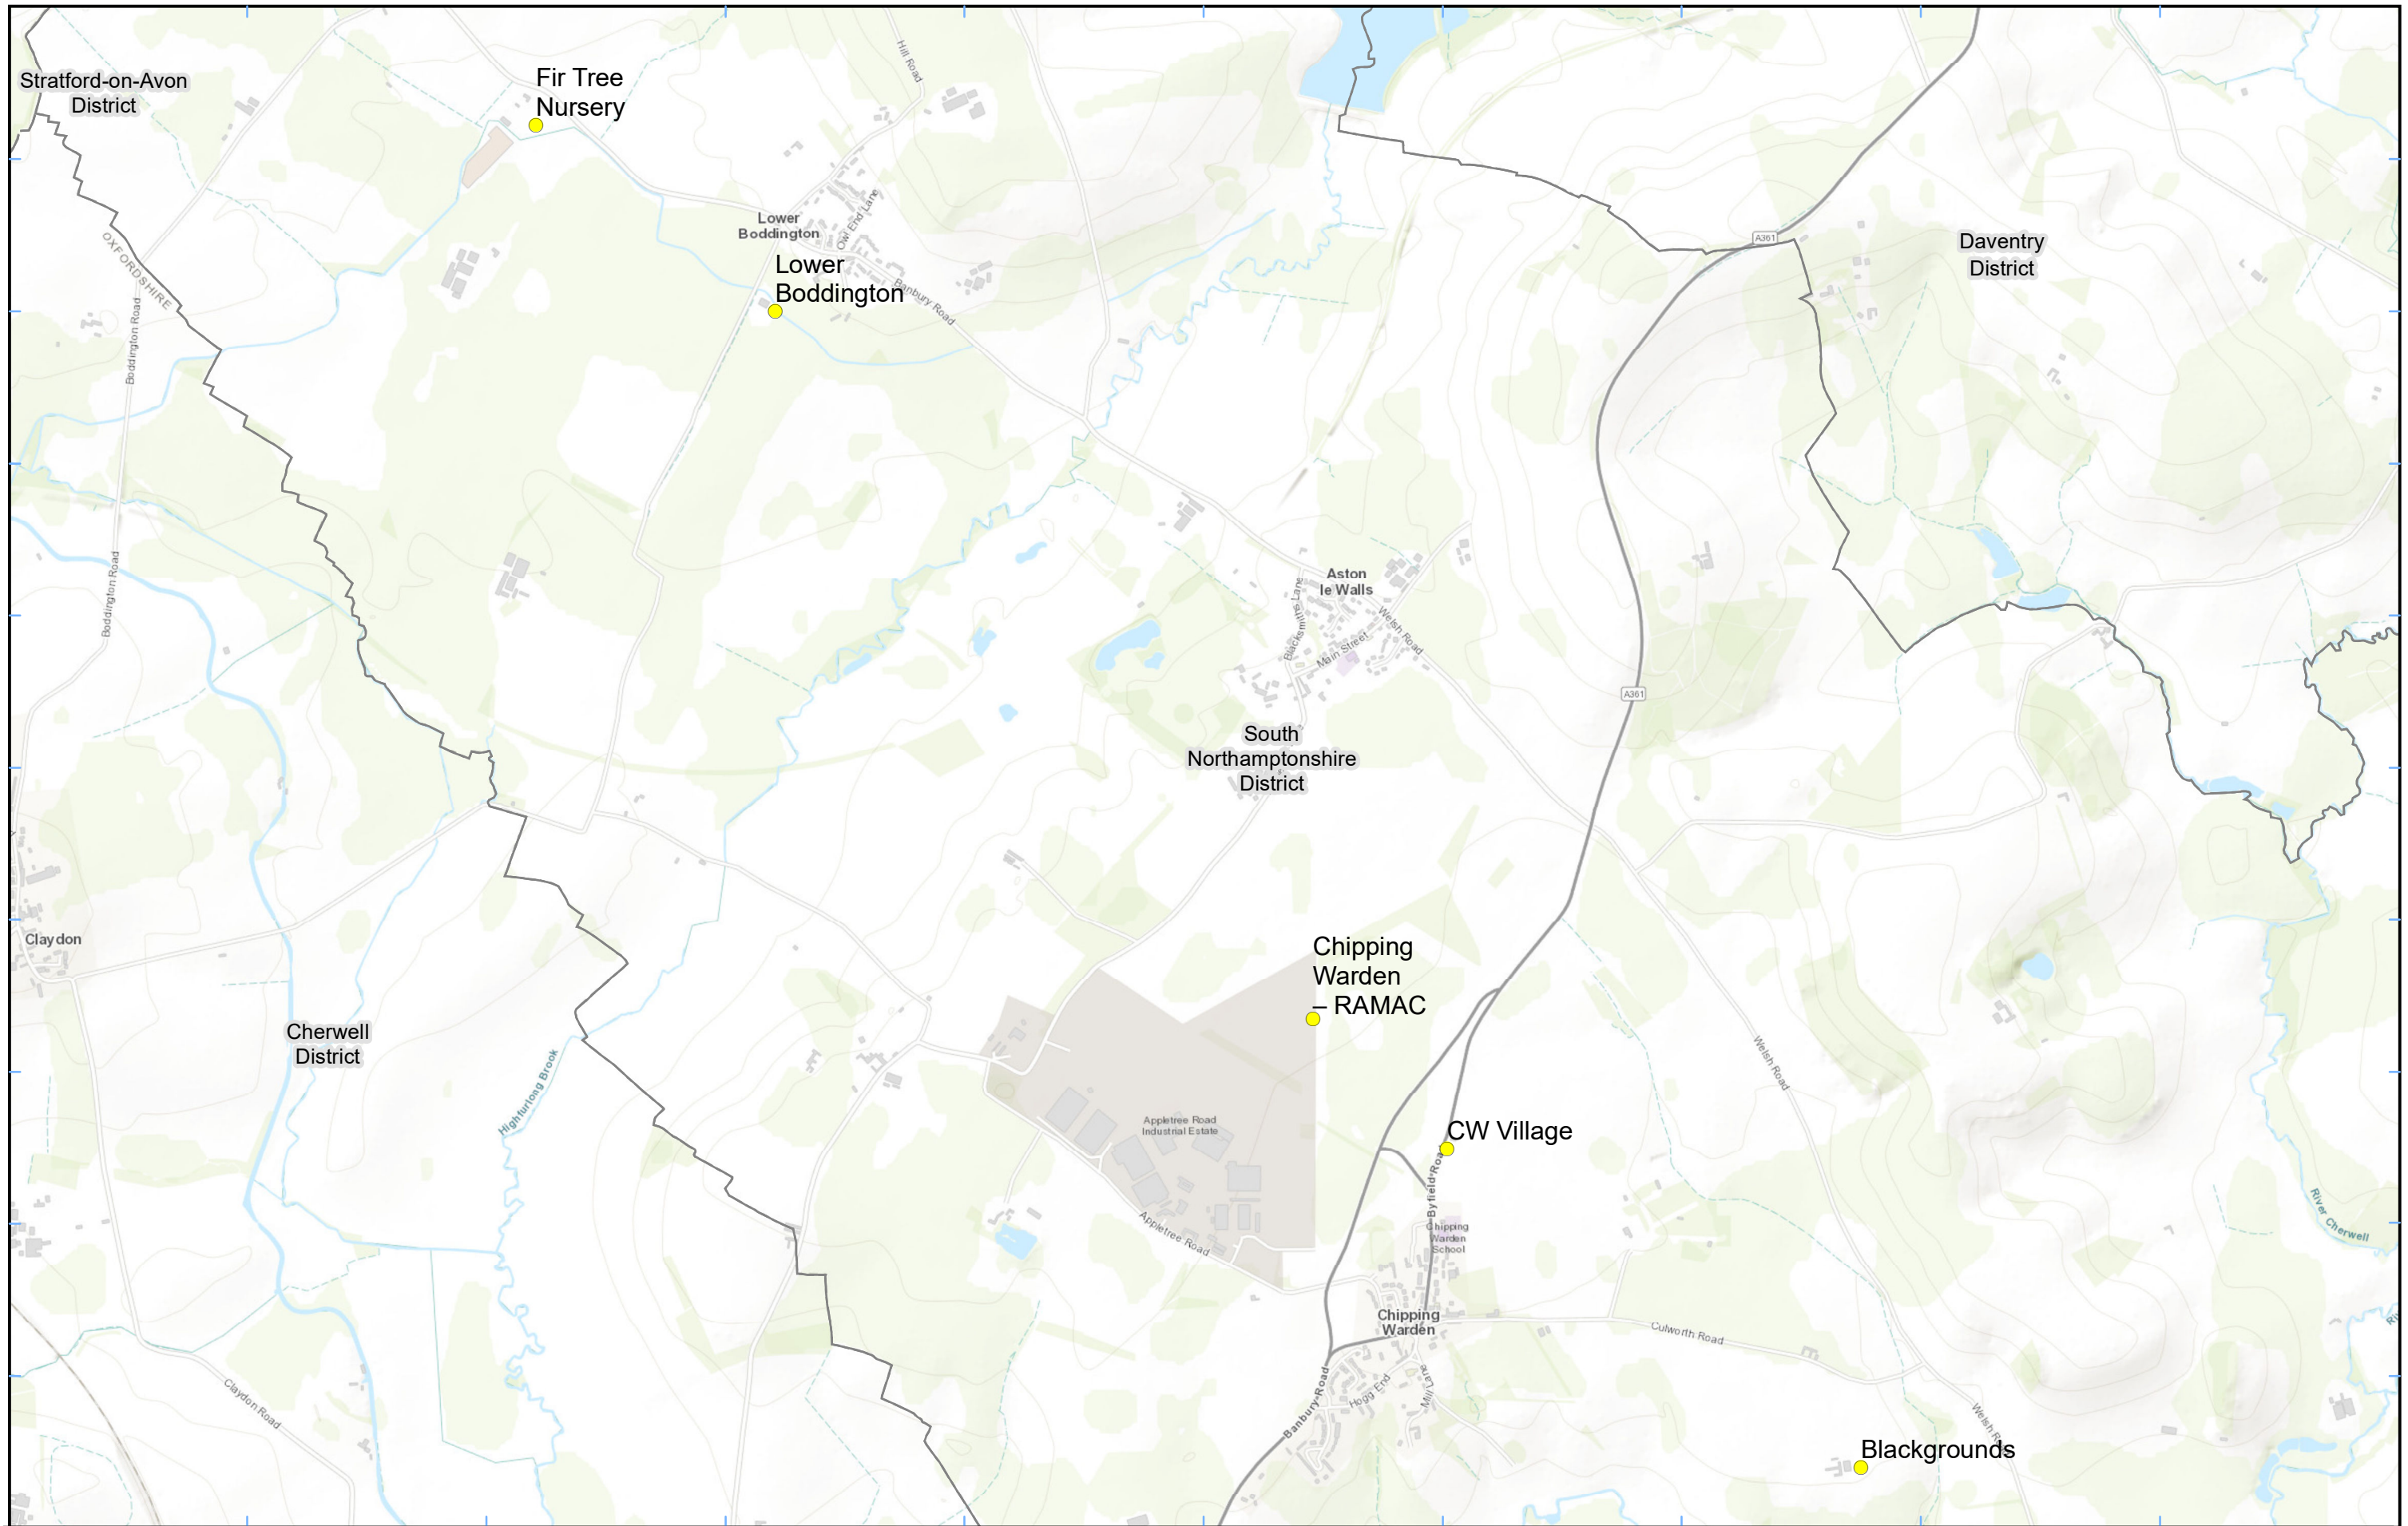 Stratford-on-Avon
District
Fir Tree
Nursery
Hill Road
Lower
Boddington
Owl End Lane
Lower
Boddington
Banbury Road
OXFORDSHIRE
Boddington Road
A361
Daventry
District
Boddington Road
Aston
le Walls
Blacksmiths Lane
Main Street
Welsh Road
A361
South
Northamptonshire
District
Claydon
Chipping
Warden
– RAMAC
Cherwell
District
Highfurlong Brook
Welsh Road
Appletree Road
Industrial Estate
CW Village
Byfield Road
Appletree Road
Chipping
Warden
School
River Cherwell
Chipping
Warden
Culworth Road
Claydon Road
Banbury Road
Hogg End
Mill Lane
Welsh
Blackgrounds